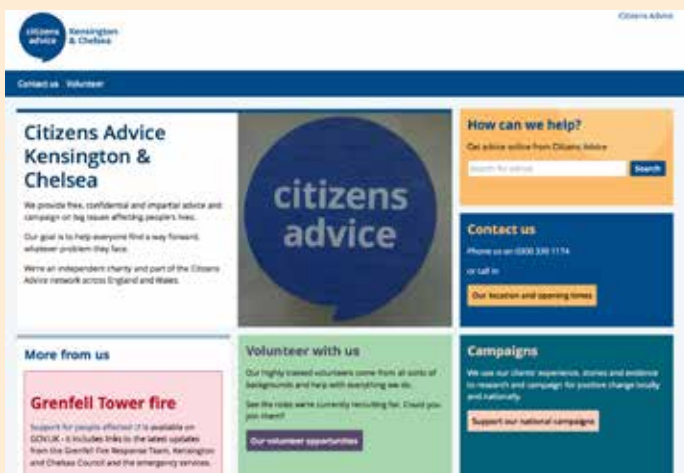 Citizens Advice
citizens
advice
Kensington
& Chelsea
Contact us Volunteer
Citizens Advice
Kensington &
Chelsea
We provide free, confidential and impartial advice and
campaign on big issues affecting people's lives.
Our goal is to help everyone find a way forward,
whatever problem they face.
We're an independent charity and part of the Citizens
Advice network across England and Wales.
citizens
advice
How can we help?
Get advice online from Citizens Advice
Search for advice
Search
Contact us
Phone us on 0300 330 1174
or call in
Our location and opening times
More from us
Grenfell Tower fire
Support for people affected is available on
GOV.UK - it includes links to the latest updates
from the Grenfell Fire Response Team, Kensington
and Chelsea Council and the emergency services.
Volunteer with us
Our highly trained volunteers come from all sorts of
backgrounds and help with everything we do.
See the roles we're currently recruiting for. Could you
join them?
Our volunteer opportunities
Campaigns
We use our clients' experience, stories and evidence
to research and campaign for positive change locally
and nationally.
Support our national campaigns